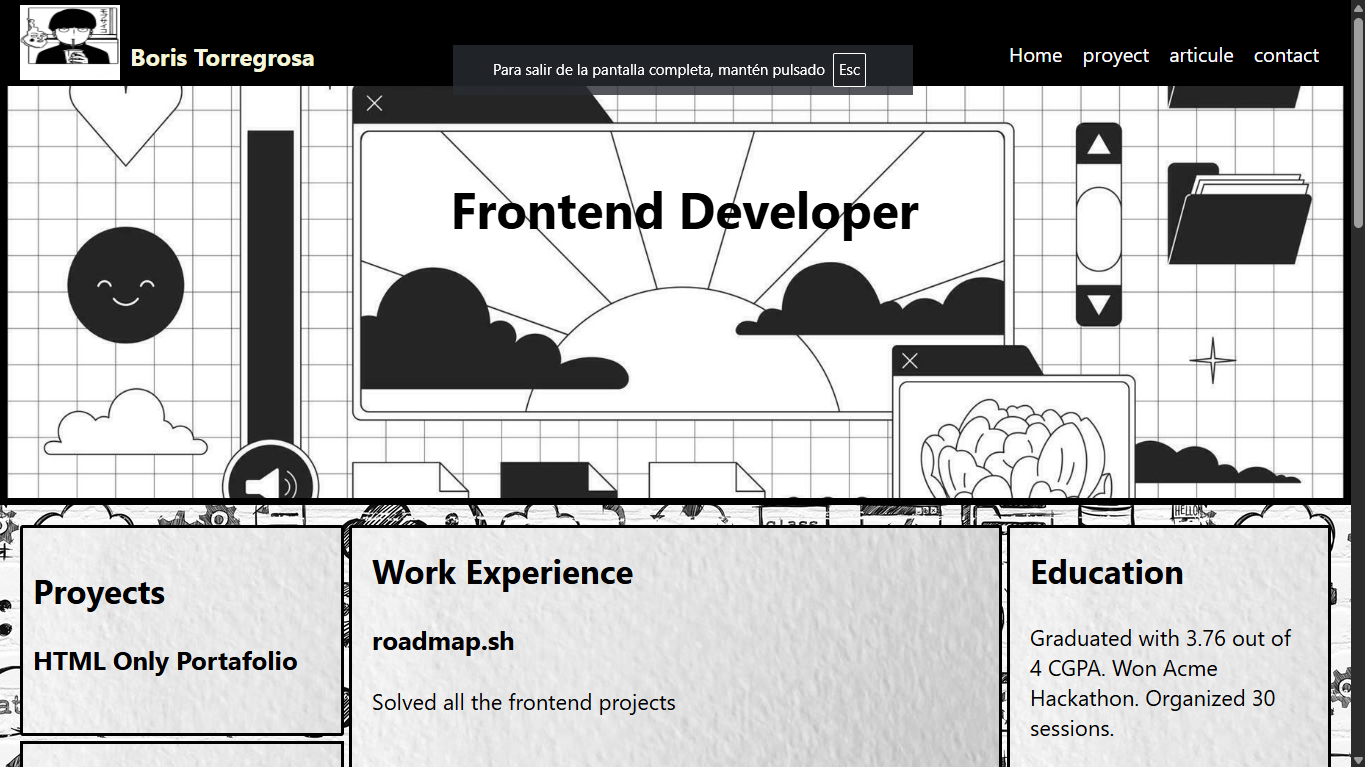 Boris Torregrosa
Para salir de la pantalla completa, mantén pulsado Esc
Home proyect articule contact
Frontend Developer
class
HELLO
Proyects
HTML Only Portafolio
Work Experience
roadmap.sh
Solved all the frontend projects
Education
Graduated with 3.76 out of
4 CGPA. Won Acme
Hackathon. Organized 30
sessions.